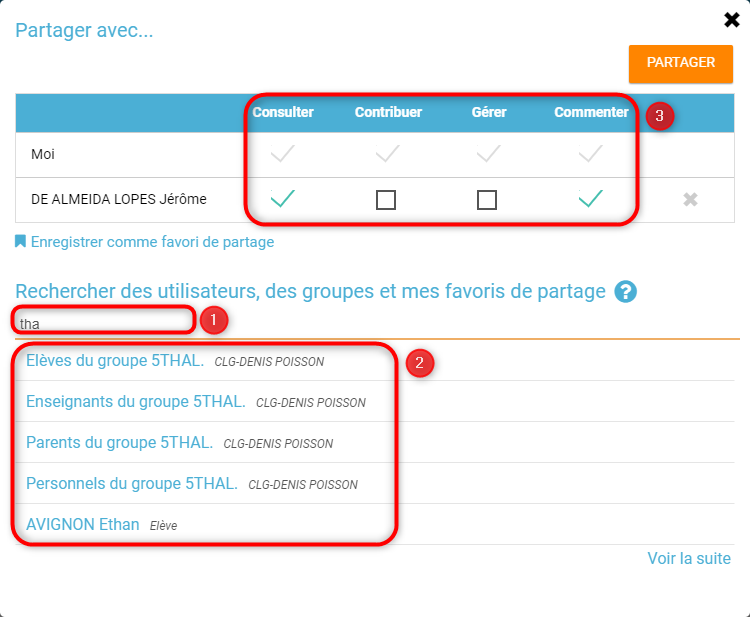 Partager avec...
PARTAGER
Consulter Contribuer Gérer Commenter 3
Moi
DE ALMEIDA LOPES Jérôme
Enregistrer comme favori de partage
Rechercher des utilisateurs, des groupes et mes favoris de partage ?
tha 1
Elèves du groupe 5THAL. CLG-DENIS POISSON 2
Enseignants du groupe 5THAL. CLG-DENIS POISSON
Parents du groupe 5THAL. CLG-DENIS POISSON
Personnels du groupe 5THAL. CLG-DENIS POISSON
AVIGNON Ethan Elève
Voir la suite